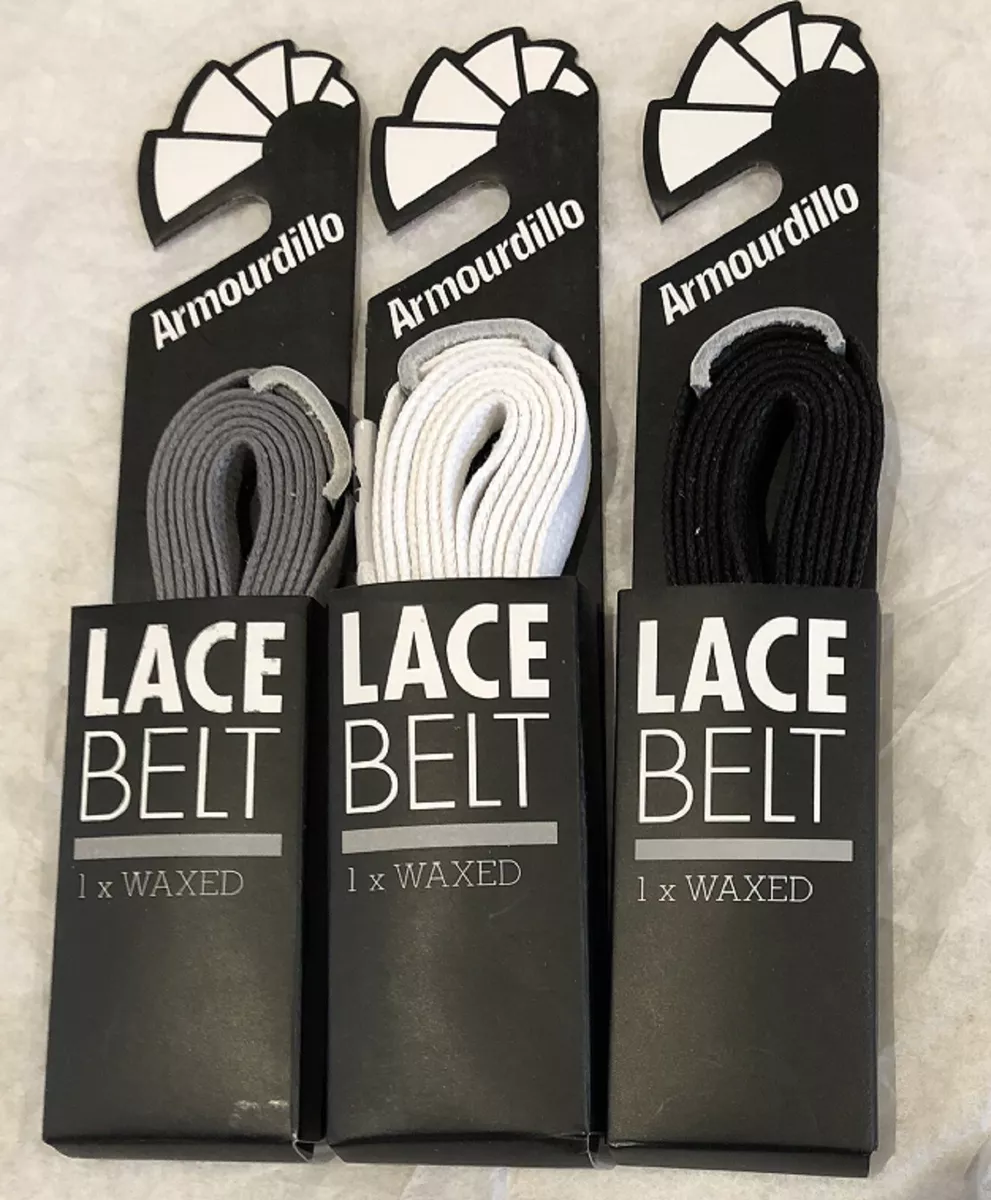 Armourdillo
LACE
BELT
1 x WAXED
Armourdillo
LACE
BELT
1 x WAXED
Armourdillo
LACE
BELT
1 x WAXED